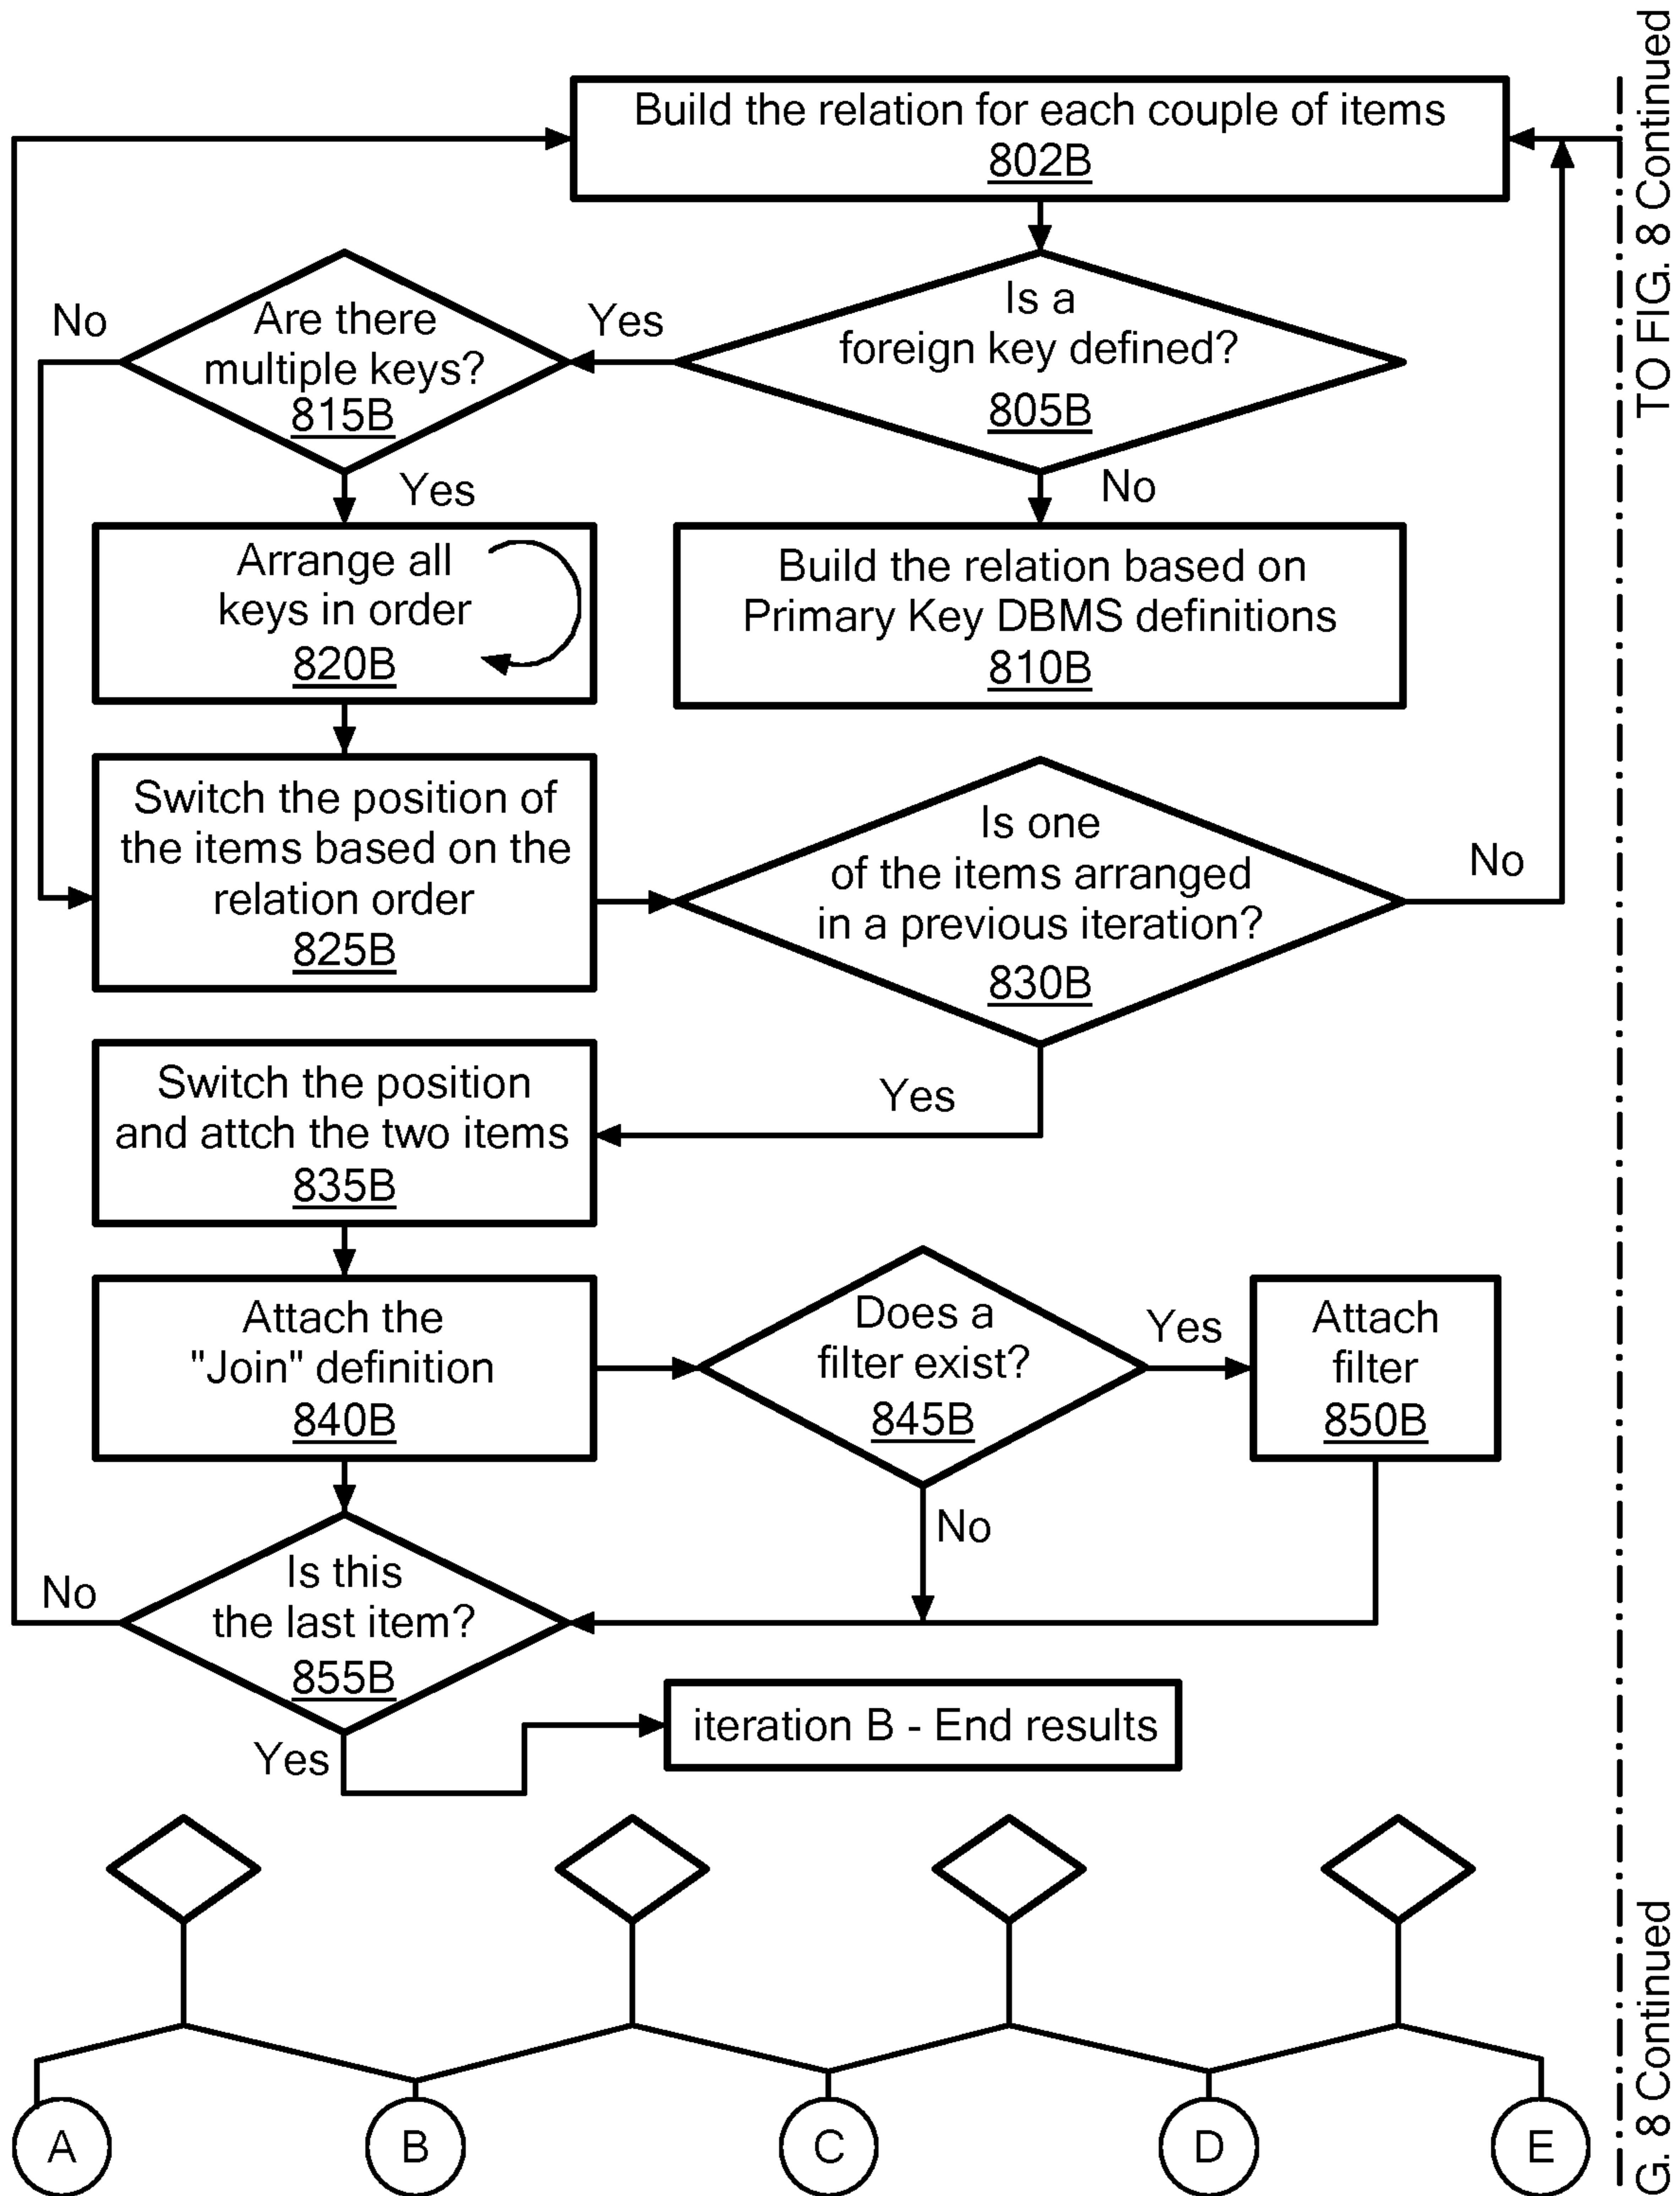 Build the relation for each couple of items
802B
TO FIG. 8 Continued
Is a
foreign key defined?
805B
Yes
No
Are there
multiple keys?
815B
No
Yes
Arrange all
keys in order
820B
Build the relation based on
Primary Key DBMS definitions
810B
Switch the position of
the items based on the
relation order
825B
Is one
of the items arranged
in a previous iteration?
830B
No
Yes
Switch the position
and attch the two items
835B
Attach the
"Join" definition
840B
Does a
filter exist?
845B
Yes
No
Attach
filter
850B
Is this
the last item?
855B
No
Yes
iteration B - End results
A
B
C
D
E
G. 8 Continued